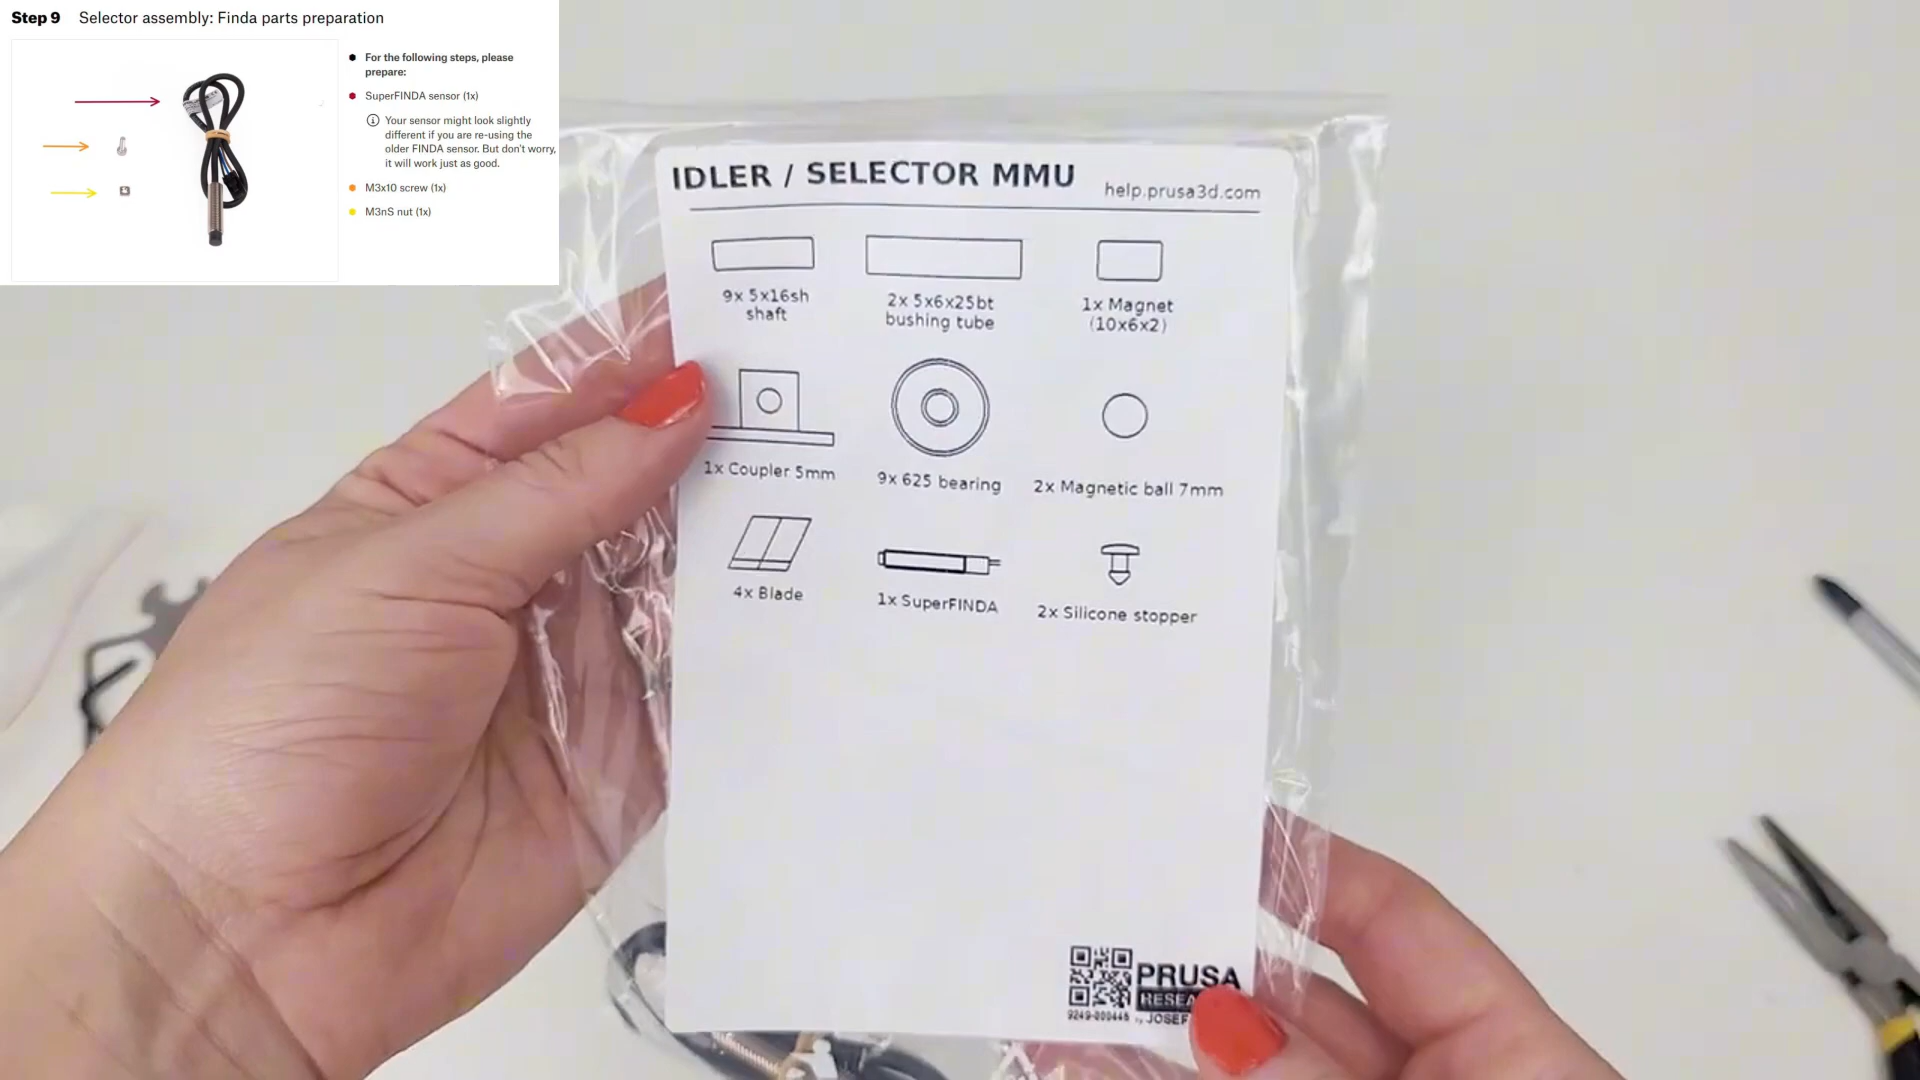 Step 9 Selector assembly: Finda parts preparation
For the following steps, please
prepare:
SuperFINDA sensor (1x)
Your sensor might look slightly
different if you are re-using the
older FINDA sensor. But don't worry,
it will work just as good.
M3x10 screw (1x)
M3nS nut (1x)
IDLER / SELECTOR MMU help.prusa3d.com
9x 5x16sh
shaft
2x 5x6x25bt
bushing tube
1x Magnet
(10x6x2)
1x Coupler 5mm
9x 625 bearing
2x Magnetic ball 7mm
4x Blade
1x SuperFINDA
2x Silicone stopper
PRUSA